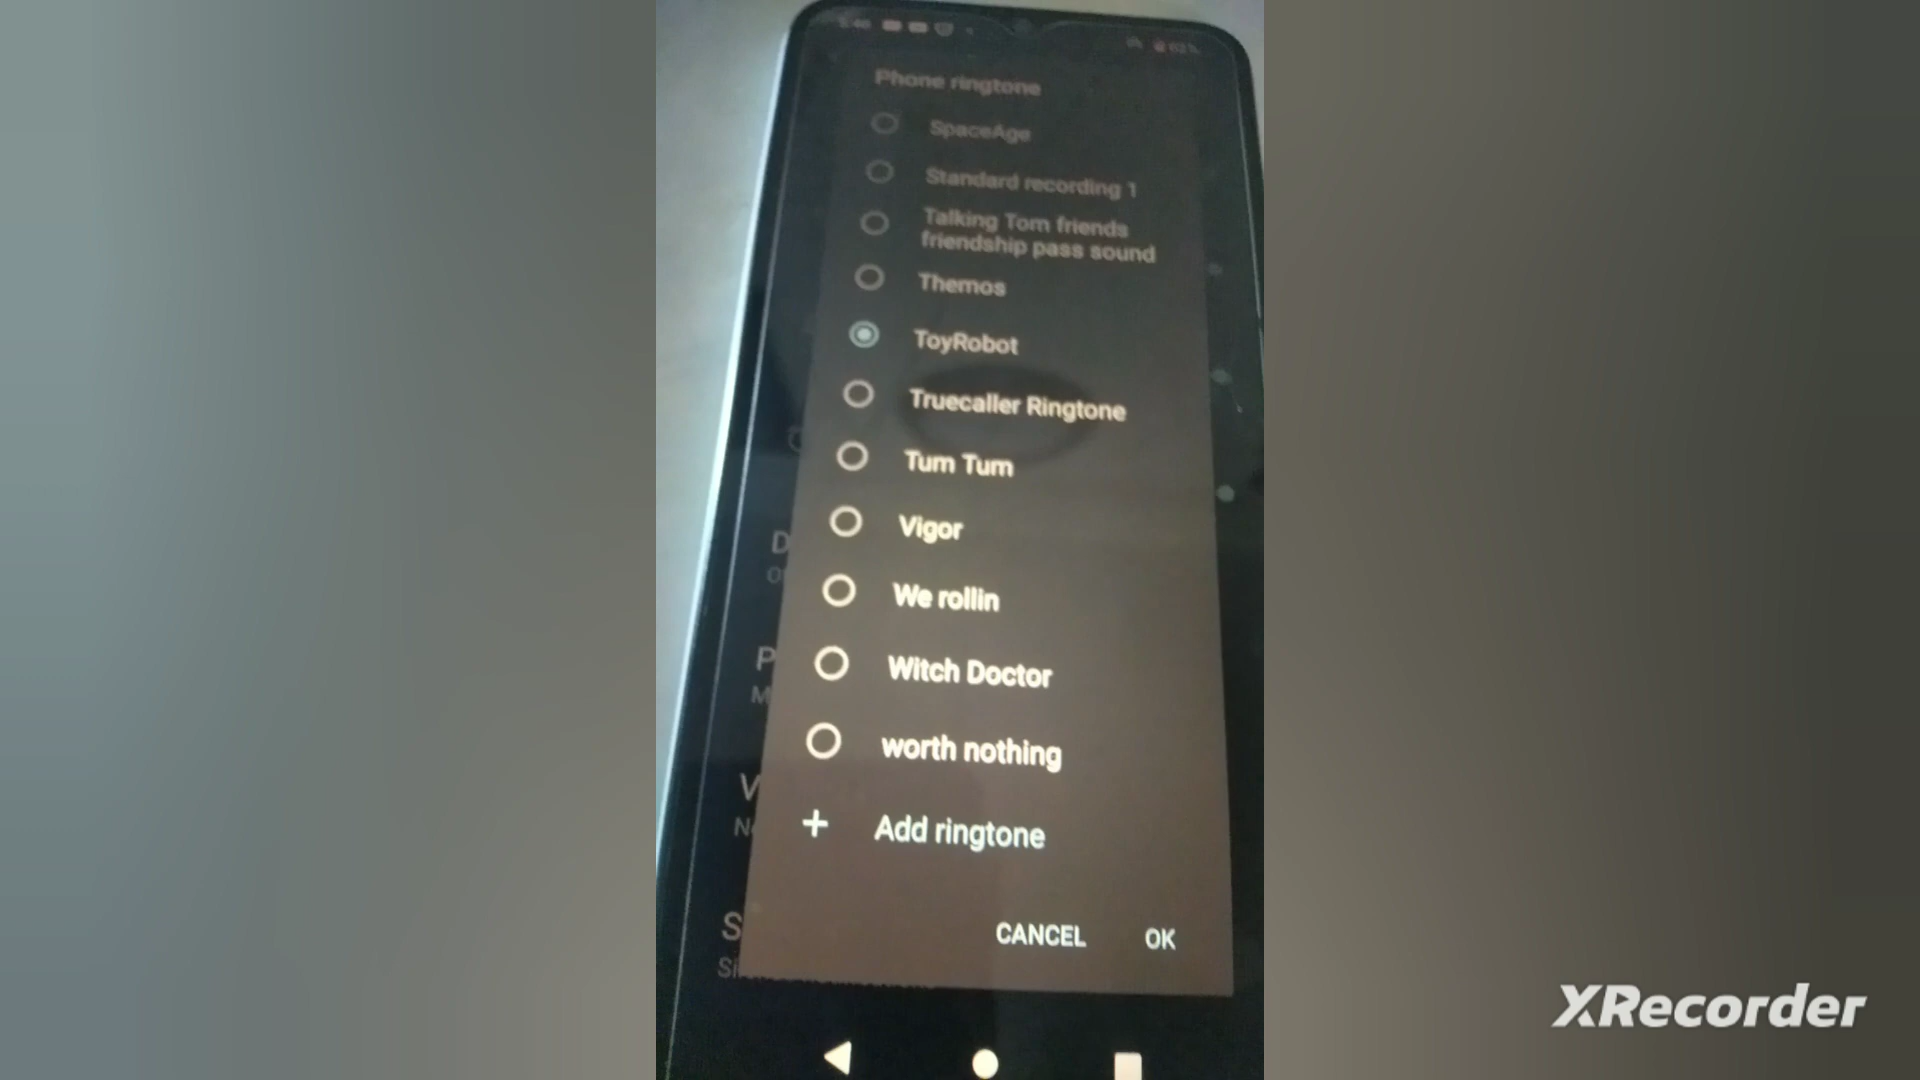 Phone ringtone
SpaceAge
Standard recording 1
Talking Tom friends
friendship pass sound
Themos
ToyRobot
Truecaller Ringtone
Tum Tum
Vigor
We rollin
Witch Doctor
worth nothing
+ Add ringtone
CANCEL OK
XRecorder